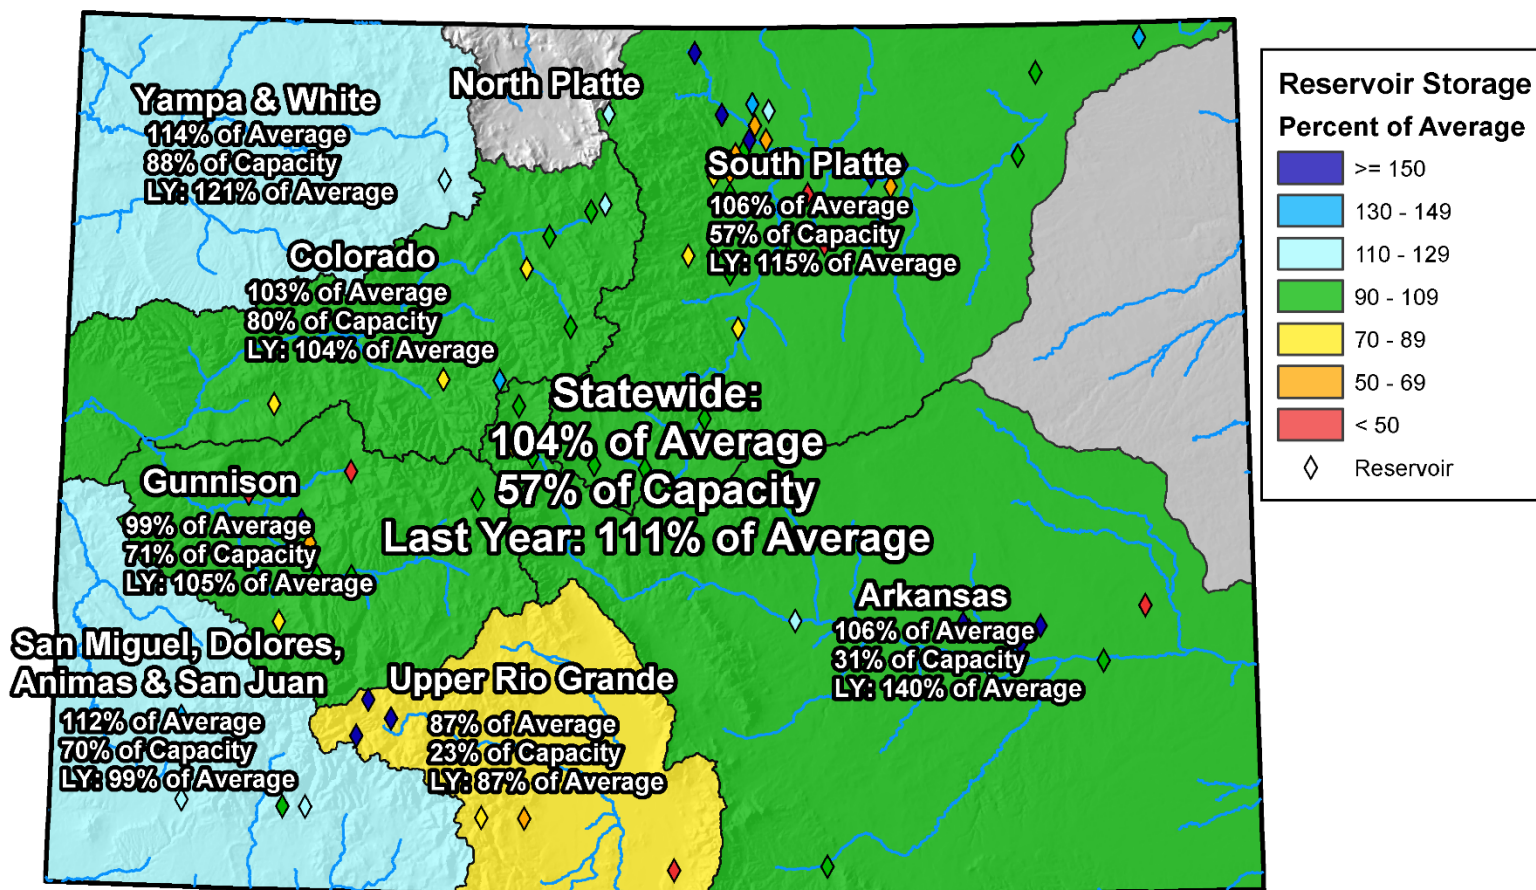 North Platte
Yampa & White
114% of Average
88% of Capacity
LY: 121% of Average
South Platte
106% of Average
57% of Capacity
LY: 115% of Average
Colorado
103% of Average
80% of Capacity
LY: 104% of Average
Statewide:
104% of Average
57% of Capacity
Last Year: 111% of Average
Gunnison
99% of Average
71% of Capacity
LY: 105% of Average
Arkansas
106% of Average
31% of Capacity
LY: 140% of Average
San Miguel, Dolores,
Animas & San Juan
112% of Average
70% of Capacity
LY: 99% of Average
Upper Rio Grande
87% of Average
23% of Capacity
LY: 87% of Average
Reservoir Storage
Percent of Average
>= 150
130 - 149
110 - 129
90 - 109
70 - 89
50 - 69
< 50
Reservoir